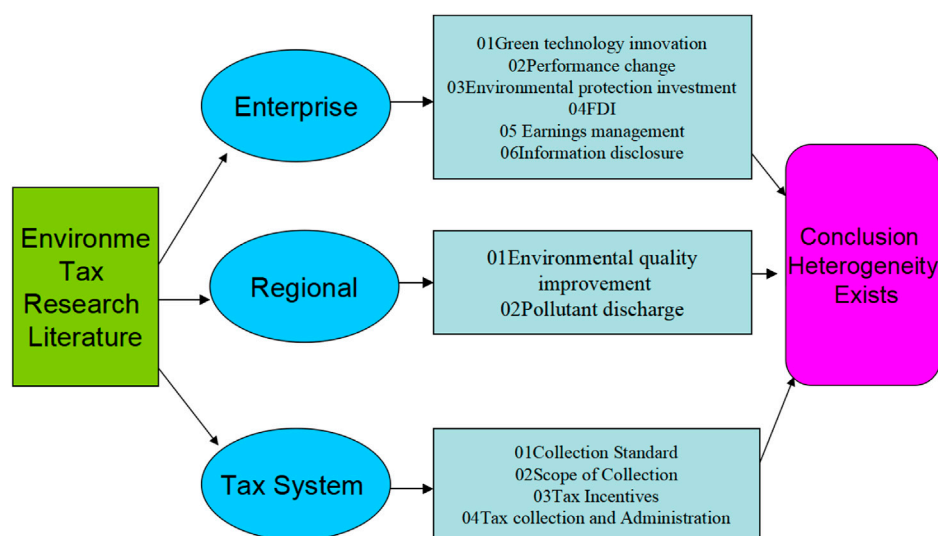 Environme
Tax
Research
Literature
Enterprise
01Green technology innovation
02Performance change
03Environmental protection investment
04FDI
05 Earnings management
06Information disclosure
Regional
01Environmental quality
improvement
02Pollutant discharge
Tax System
01Collection Standard
02Scope of Collection
03Tax Incentives
04Tax collection and Administration
Conclusion
Heterogeneity
Exists